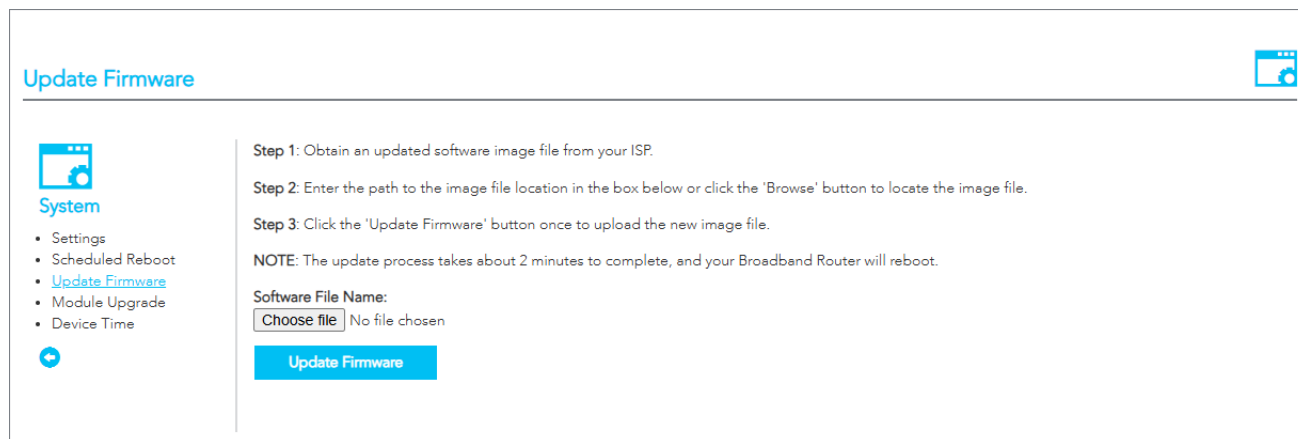 Update Firmware
System
• Settings
• Scheduled Reboot
• Update Firmware
• Module Upgrade
• Device Time
Step 1: Obtain an updated software image file from your ISP.
Step 2: Enter the path to the image file location in the box below or click the 'Browse' button to locate the image file.
Step 3: Click the 'Update Firmware' button once to upload the new image file.
NOTE: The update process takes about 2 minutes to complete, and your Broadband Router will reboot.
Software File Name:
Choose file No file chosen
Update Firmware